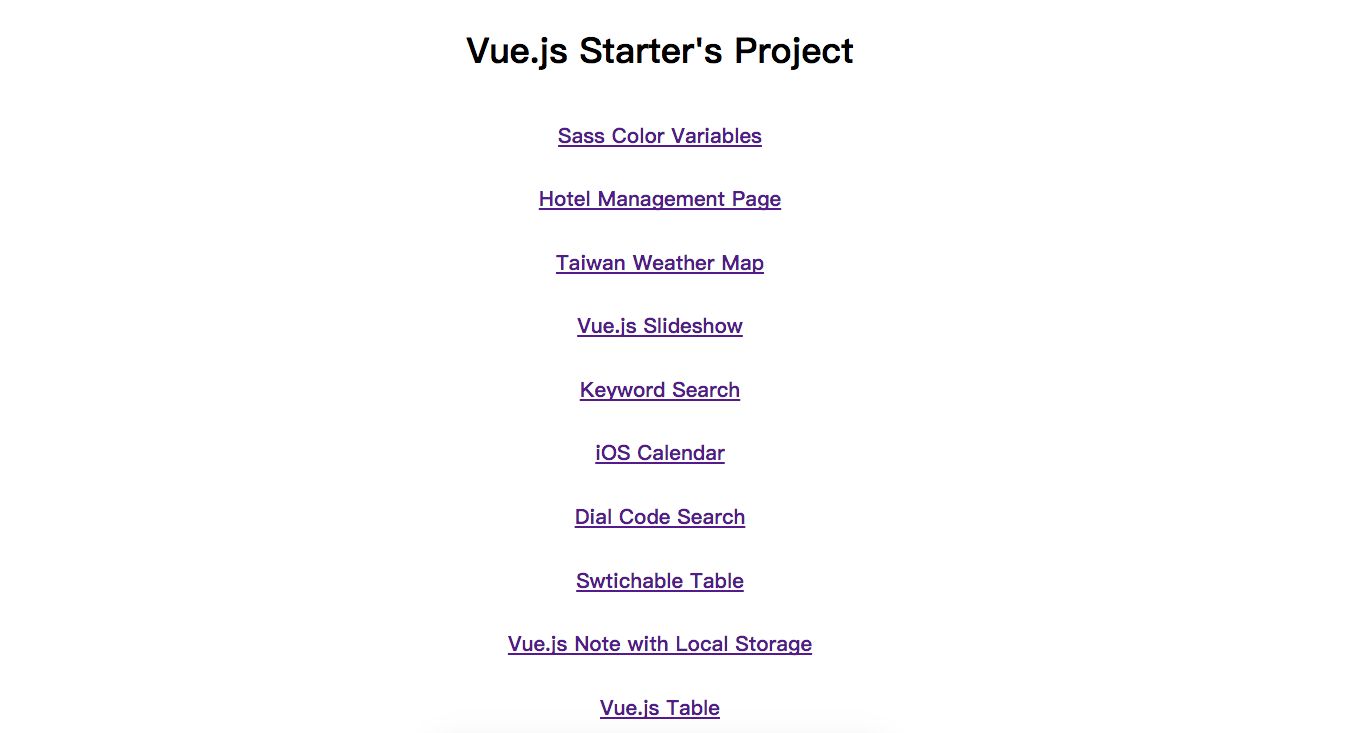 Vue.js Starter's Project
Sass Color Variables
Hotel Management Page
Taiwan Weather Map
Vue.js Slideshow
Keyword Search
iOS Calendar
Dial Code Search
Swtichable Table
Vue.js Note with Local Storage
Vue.js Table